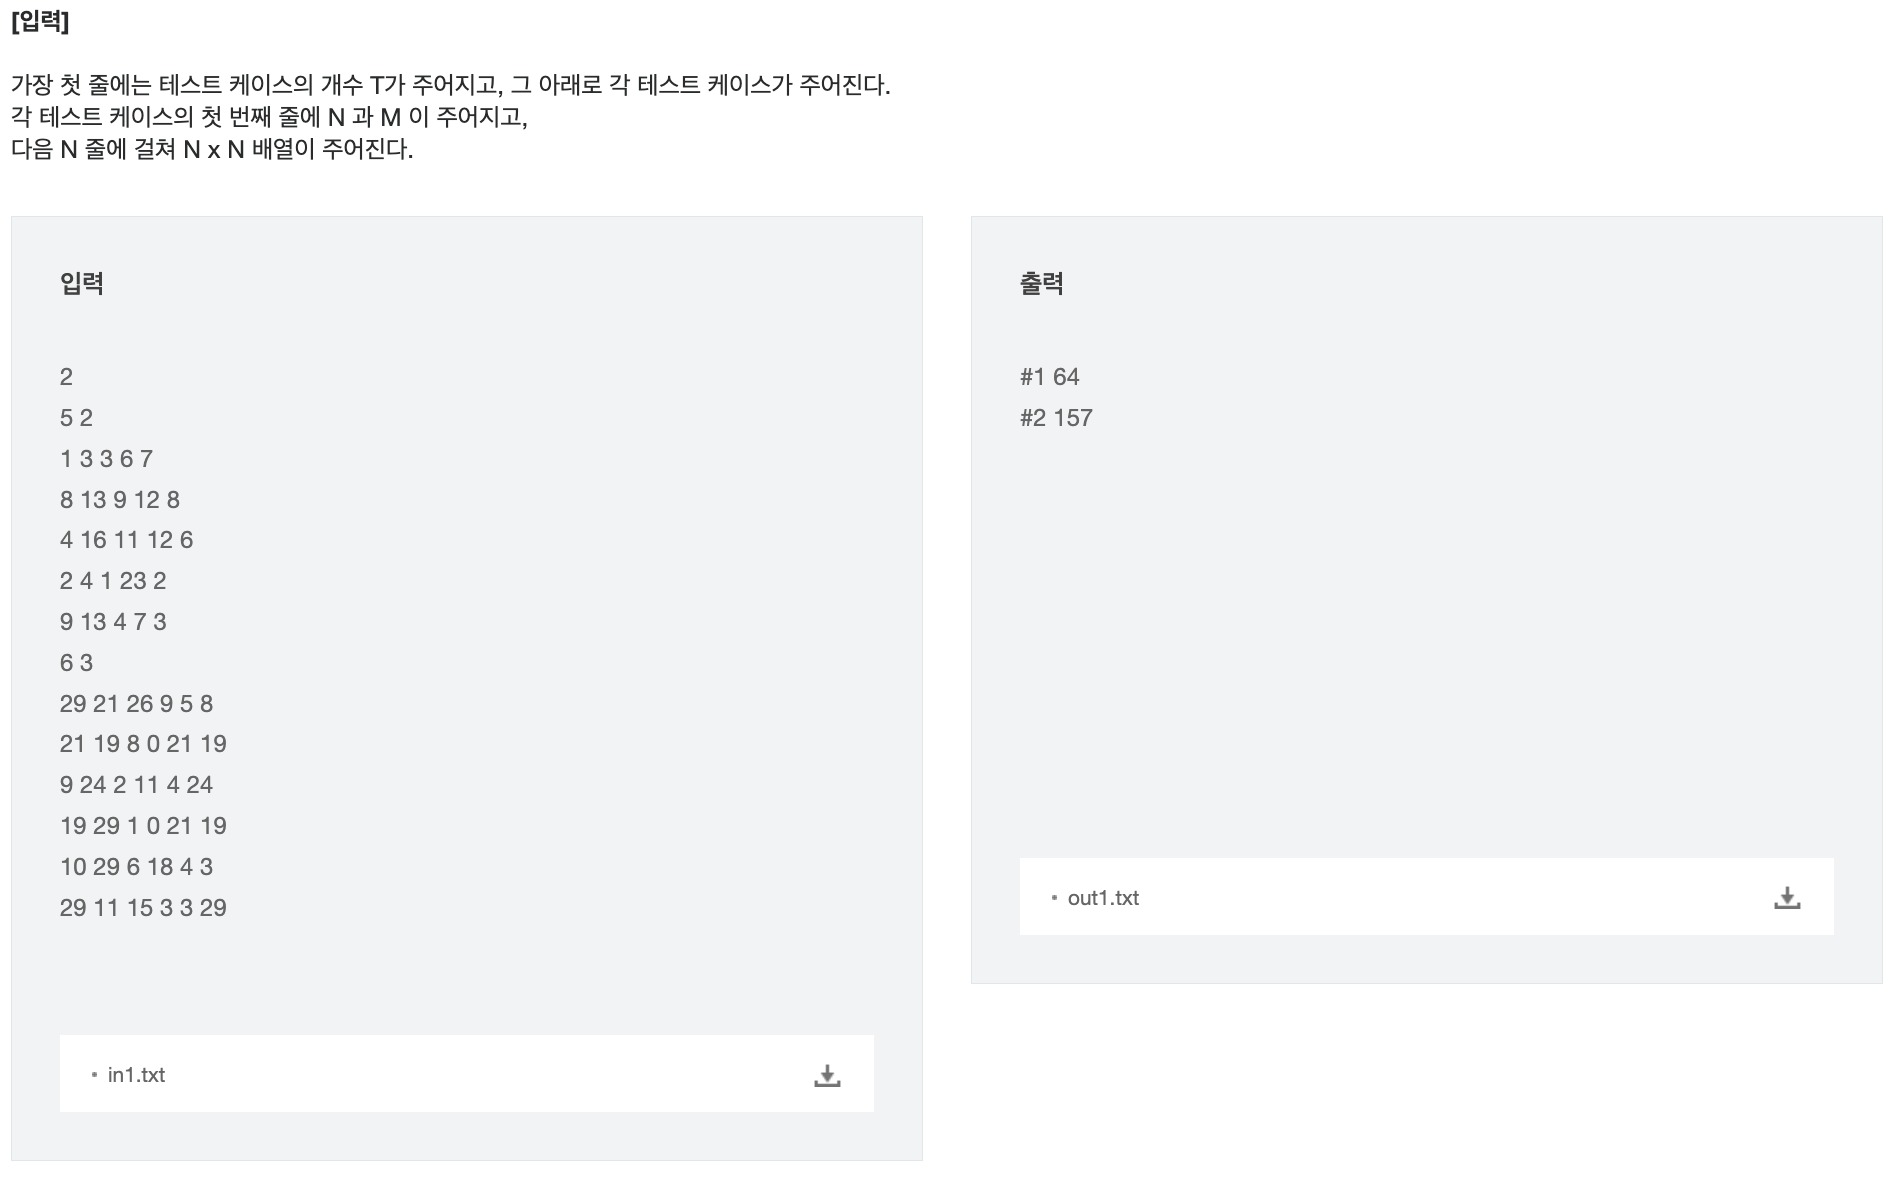 [입력]
가장 첫 줄에는 테스트 케이스의 개수 T가 주어지고, 그 아래로 각 테스트 케이스가 주어진다.
각 테스트 케이스의 첫 번째 줄에 N 과 M 이 주어지고,
다음 N 줄에 걸쳐 N x N 배열이 주어진다.
입력
2
5 2
1 3 3 6 7
8 13 9 12 8
4 16 11 12 6
2 4 1 23 2
9 13 4 7 3
6 3
29 21 26 9 5 8
21 19 8 0 21 19
9 24 2 11 4 24
19 29 1 0 21 19
10 29 6 18 4 3
29 11 15 3 3 29
in1.txt
출력
#1 64
#2 157
out1.txt